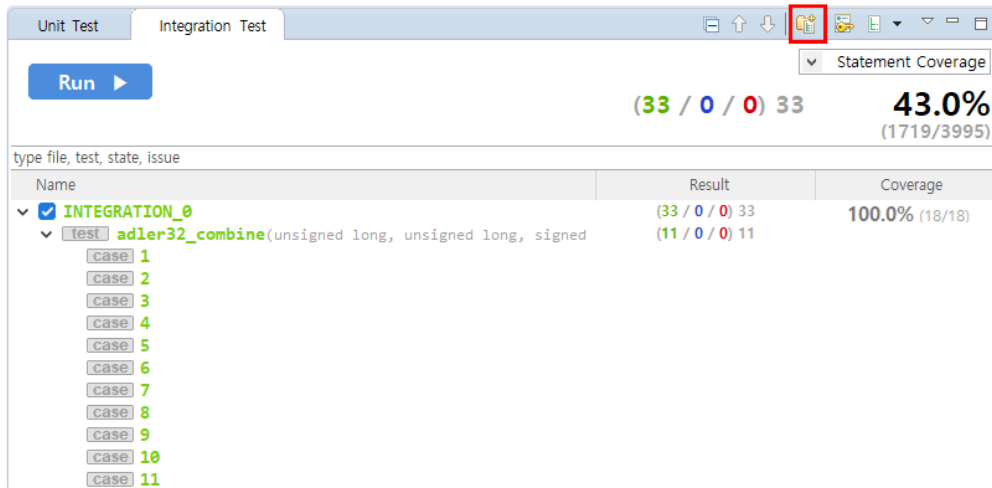 Unit Test Integration Test
Statement Coverage
Run
(33 / 0 / 0) 33 43.0%
(1719/3995)
type file, test, state, issue
Name Result Coverage
INTEGRATION_0 (33 / 0 / 0) 33 100.0% (18/18)
test adler32_combine(unsigned long, unsigned long, signed (11 / 0 / 0) 11
case 1
case 2
case 3
case 4
case 5
case 6
case 7
case 8
case 9
case 10
case 11